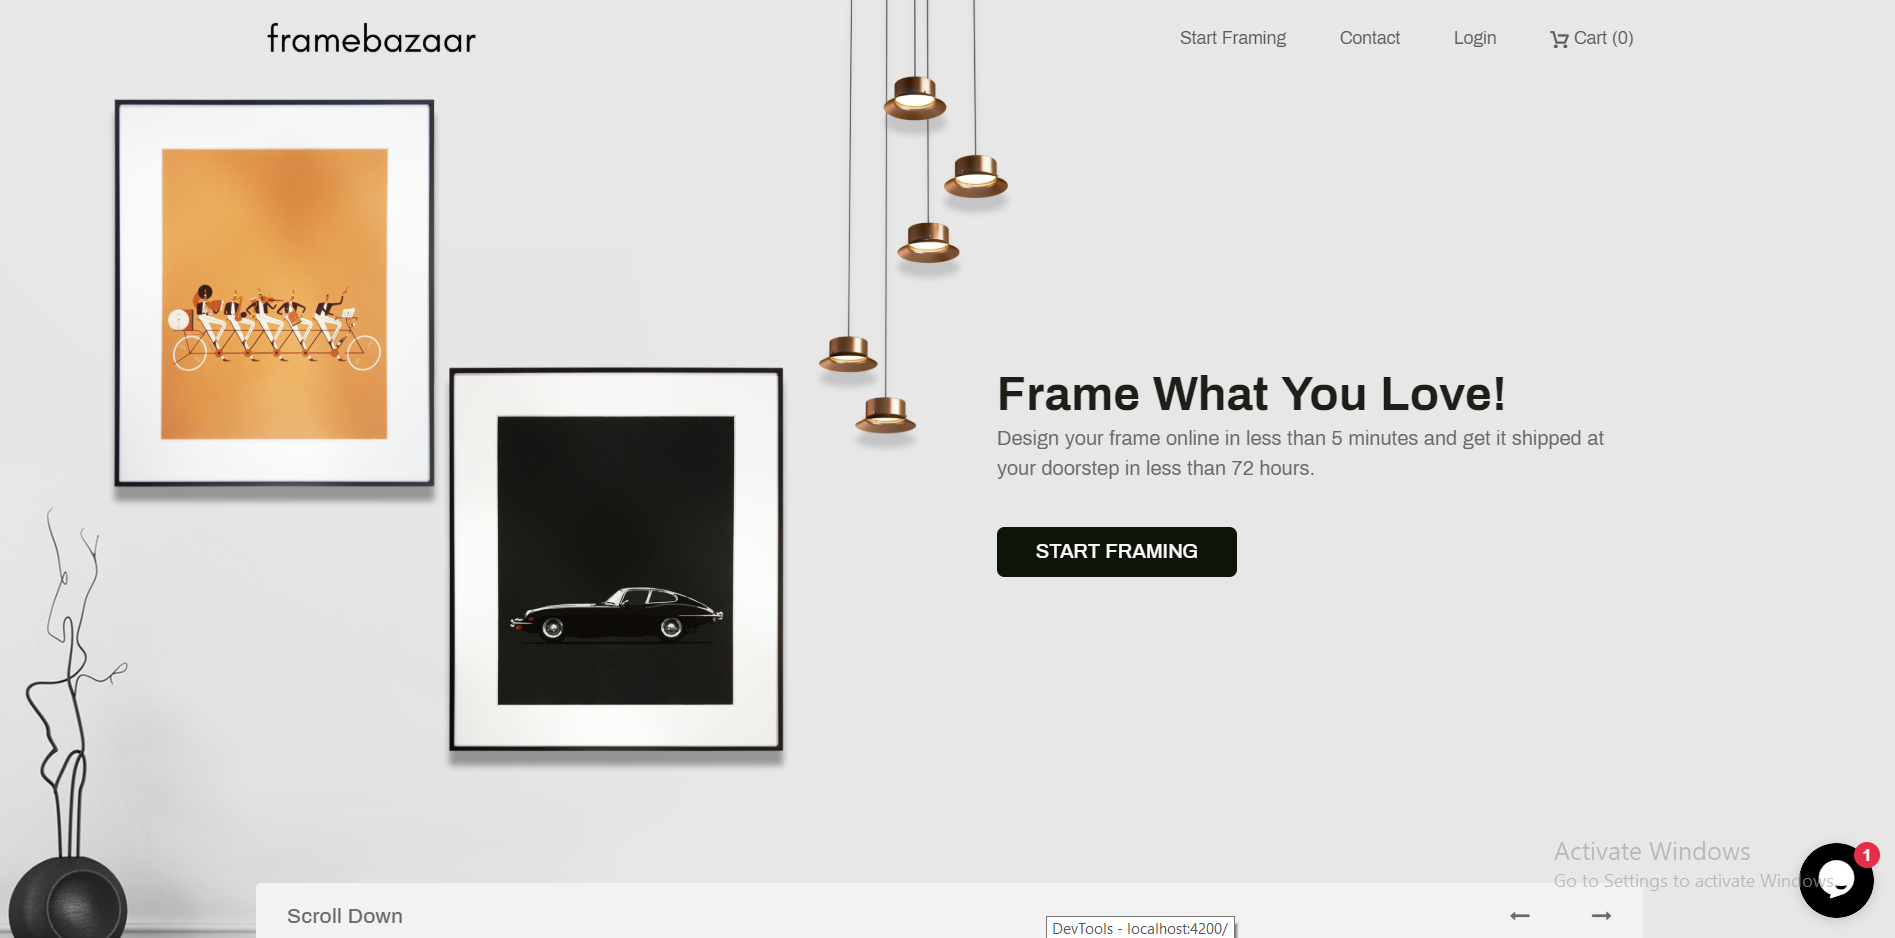 framebazaar
Start Framing
Contact
Login
Cart (0)
Frame What You Love!
Design your frame online in less than 5 minutes and get it shipped at
your doorstep in less than 72 hours.
START FRAMING
Activate Windows
Go to Settings to activate Windows.
1
Scroll Down
DevTools - localhost:4200/